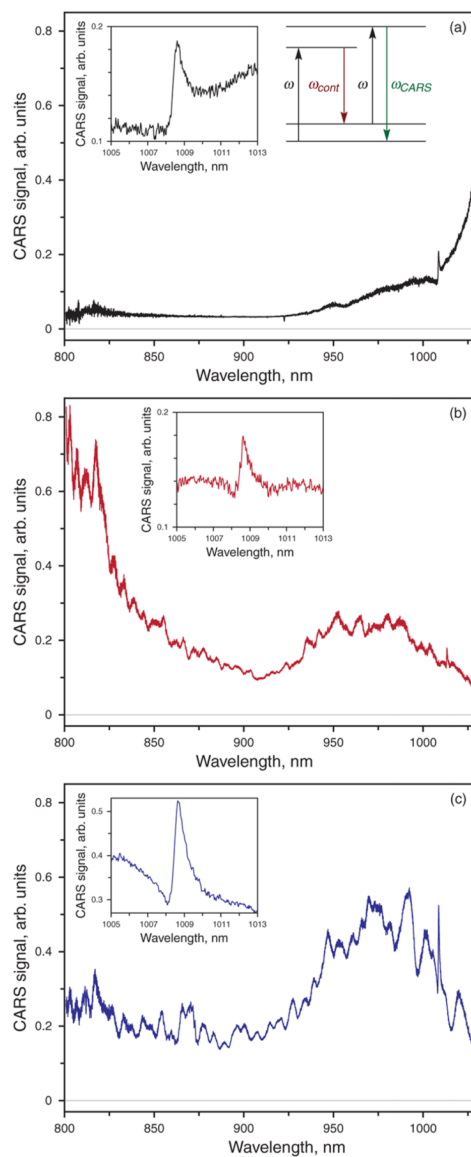 (a)
CARS signal, arb. units
0.8
0.6
0.4
0.2
0
800
850
900
950
1000
Wavelength, nm
CARS signal, arb. units
0.2
0.1
1005
1007
1009
1011
1013
Wavelength, nm
ω
ω_cont
ω
ω_CARS
(b)
CARS signal, arb. units
0.8
0.6
0.4
0.2
0
800
850
900
950
1000
Wavelength, nm
CARS signal, arb. units
0.2
0.1
1005
1007
1009
1011
1013
Wavelength, nm
(c)
CARS signal, arb. units
0.8
0.6
0.4
0.2
0
800
850
900
950
1000
Wavelength, nm
CARS signal, arb. units
0.5
0.4
0.3
1005
1007
1009
1011
1013
Wavelength, nm